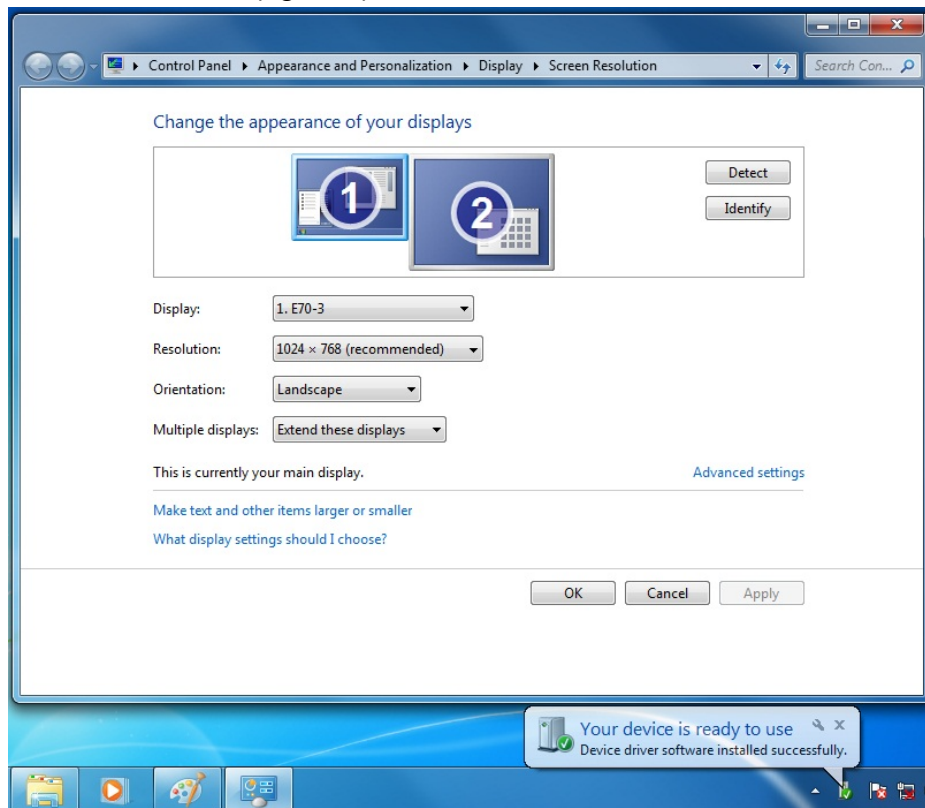 Control Panel ▸ Appearance and Personalization ▸ Display ▸ Screen Resolution
Search Con...
Change the appearance of your displays
1
2
Detect
Identify
Display: 1. E70-3
Resolution: 1024 × 768 (recommended)
Orientation: Landscape
Multiple displays: Extend these displays
This is currently your main display. Advanced settings
Make text and other items larger or smaller
What display settings should I choose?
OK Cancel Apply
Your device is ready to use
Device driver software installed successfully.